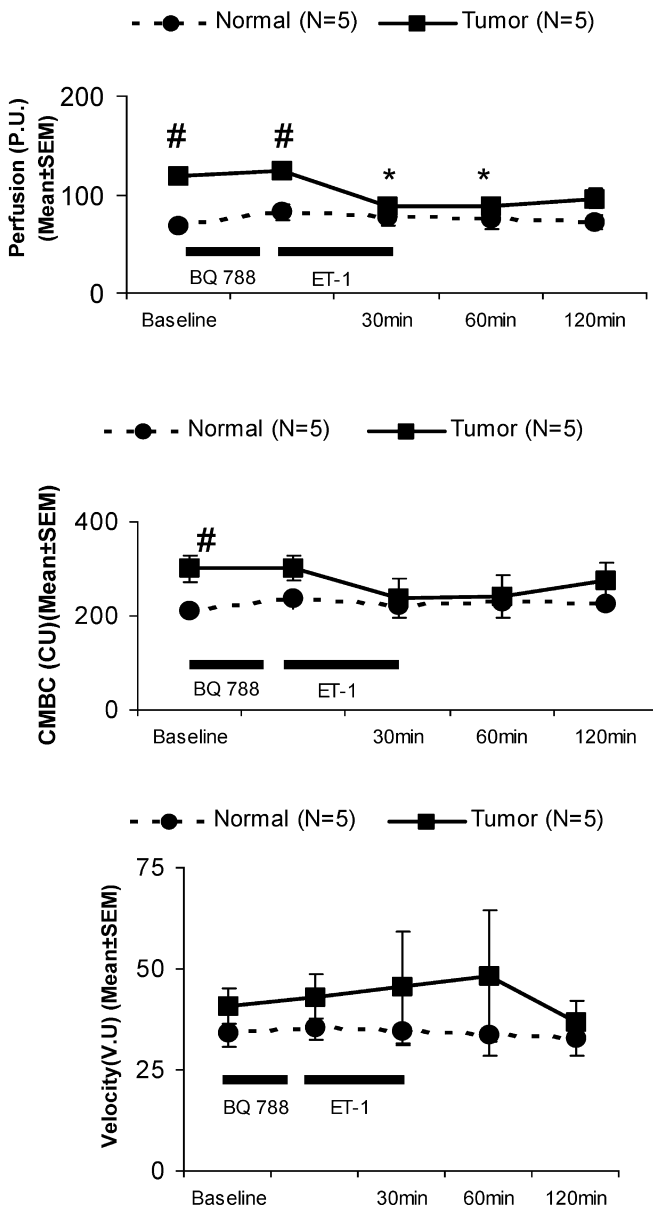 Normal (N=5) Tumor (N=5)
Perfusion (P.U.)
(Mean±SEM)
200
# #
* *
100
BQ 788 ET-1
0
Baseline 30min 60min 120min
Normal (N=5) Tumor (N=5)
CMBC (CU)(Mean±SEM)
400
#
200
BQ 788 ET-1
0
Baseline 30min 60min 120min
Normal (N=5) Tumor (N=5)
Velocity(V.U) (Mean±SEM)
75
50
25
BQ 788 ET-1
0
Baseline 30min 60min 120min